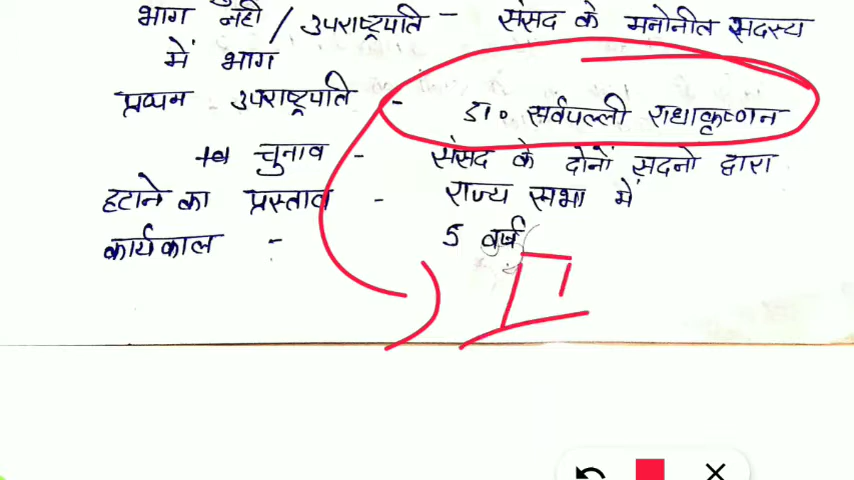 भाग नही / उपराष्ट्रपति - संसद के मनोनीत सदस्य
में भाग
प्रथम उपराष्ट्रपति - डा० सर्वपल्ली राधाकृष्णन
चुनाव - संसद के दोनों सदनो द्वारा
हटाने का प्रस्ताव - राज्य सभा में
कार्यकाल - 5 वर्ष